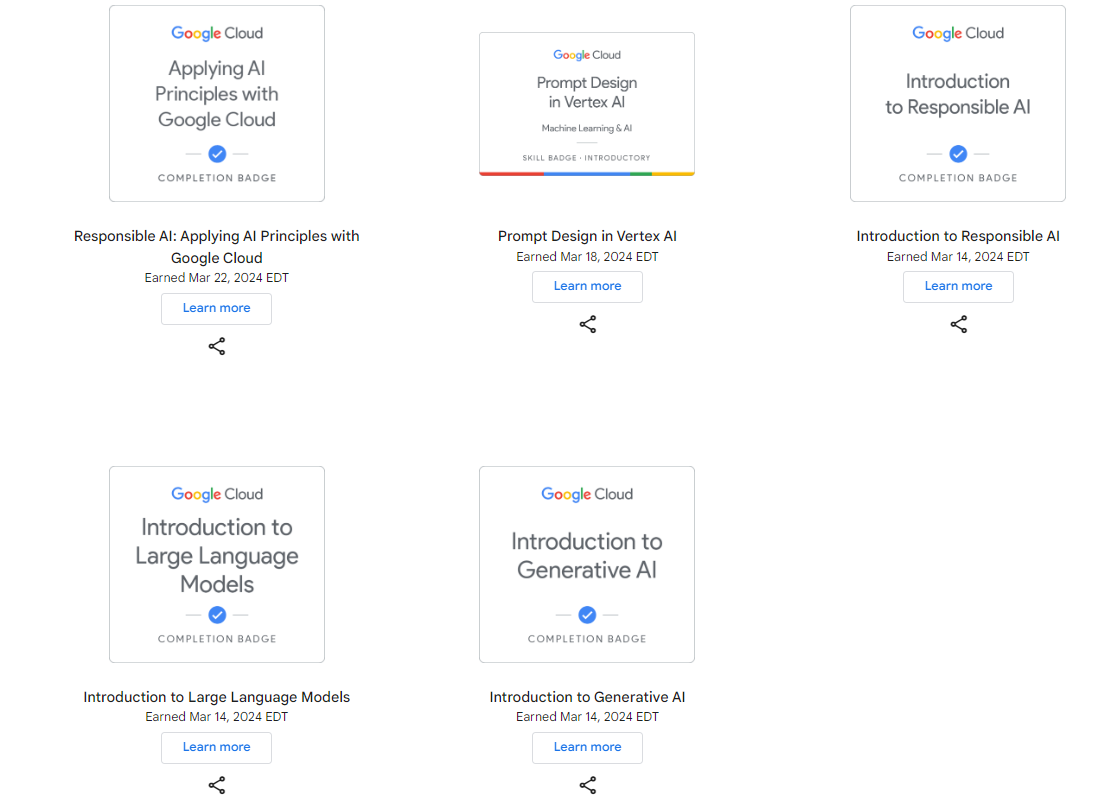 Google Cloud
Applying AI
Principles with
Google Cloud
COMPLETION BADGE
Responsible AI: Applying AI Principles with
Google Cloud
Earned Mar 22, 2024 EDT
Learn more
Google Cloud
Prompt Design
in Vertex AI
Machine Learning & AI
SKILL BADGE · INTRODUCTORY
Prompt Design in Vertex AI
Earned Mar 18, 2024 EDT
Learn more
Google Cloud
Introduction
to Responsible AI
COMPLETION BADGE
Introduction to Responsible AI
Earned Mar 14, 2024 EDT
Learn more
Google Cloud
Introduction to
Large Language
Models
COMPLETION BADGE
Introduction to Large Language Models
Earned Mar 14, 2024 EDT
Learn more
Google Cloud
Introduction to
Generative AI
COMPLETION BADGE
Introduction to Generative AI
Earned Mar 14, 2024 EDT
Learn more